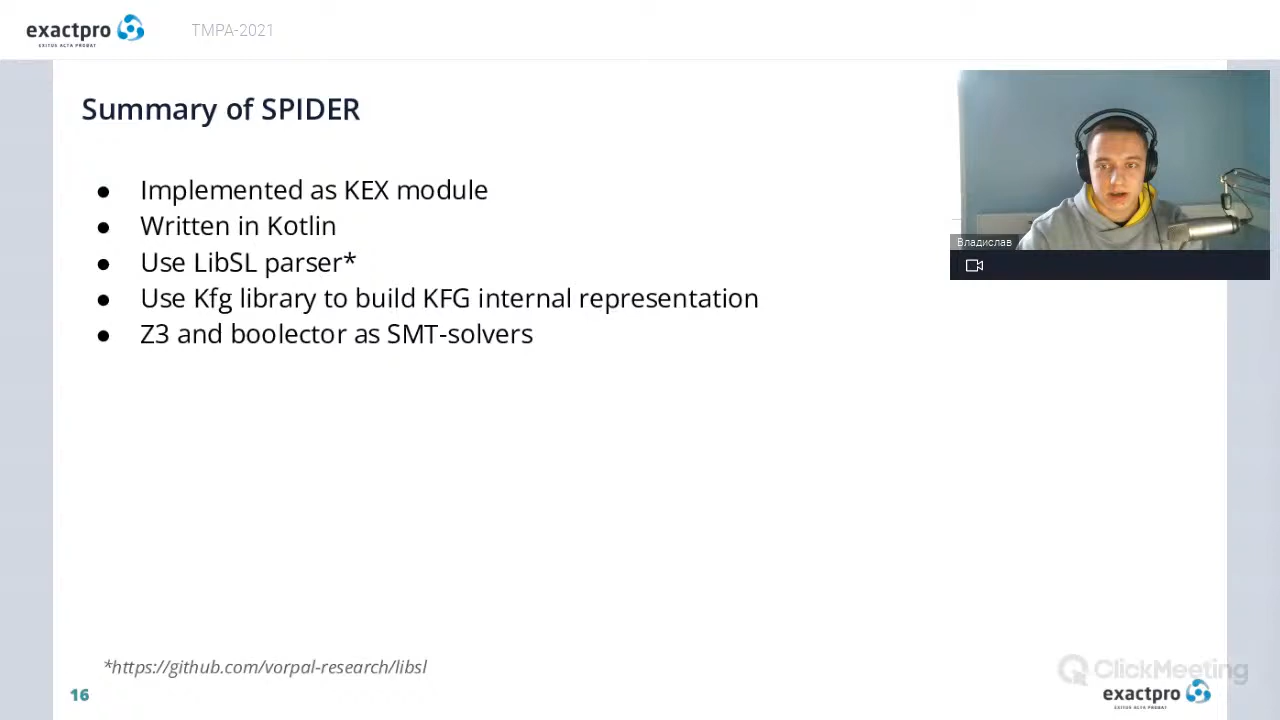 exactpro
EXITUS ACTA PROBAT
TMPA-2021
Summary of SPIDER
● Implemented as KEX module
● Written in Kotlin
● Use LibSL parser*
● Use Kfg library to build KFG internal representation
● Z3 and boolector as SMT-solvers
Владислав
*https://github.com/vorpal-research/libsl
16
ClickMeeting
exactpro
EXITUS ACTA PROBAT